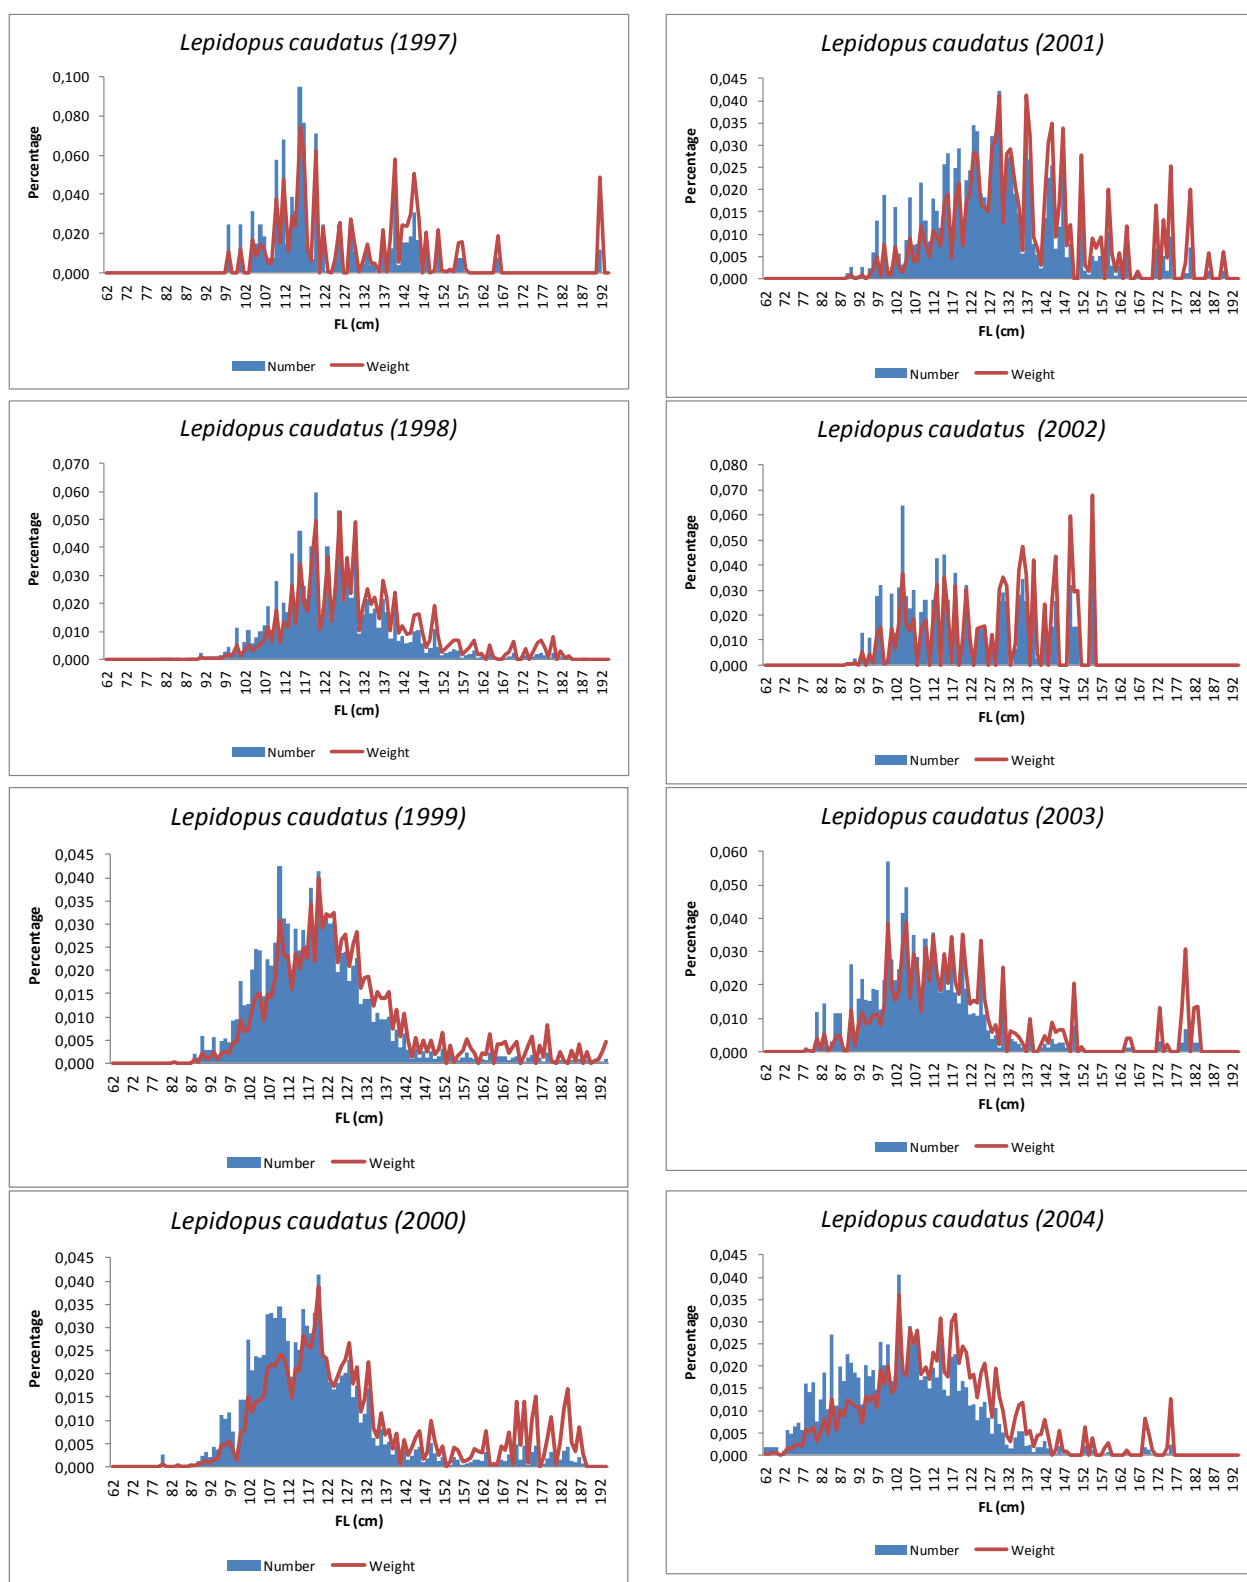 Lepidopus caudatus (1997)
0,100
0,080
0,060
0,040
0,020
0,000
Percentage
62 72 77 82 87 92 97 102 107 112 117 122 127 132 137 142 147 152 157 162 167 172 177 182 187 192
FL (cm)
Number Weight
Lepidopus caudatus (2001)
0,045
0,040
0,035
0,030
0,025
0,020
0,015
0,010
0,005
0,000
Percentage
62 72 77 82 87 92 97 102 107 112 117 122 127 132 137 142 147 152 157 162 167 172 177 182 187 192
FL (cm)
Number Weight
Lepidopus caudatus (1998)
0,070
0,060
0,050
0,040
0,030
0,020
0,010
0,000
Percentage
62 72 77 82 87 92 97 102 107 112 117 122 127 132 137 142 147 152 157 162 167 172 177 182 187 192
FL (cm)
Number Weight
Lepidopus caudatus (2002)
0,080
0,070
0,060
0,050
0,040
0,030
0,020
0,010
0,000
Percentage
62 72 77 82 87 92 97 102 107 112 117 122 127 132 137 142 147 152 157 162 167 172 177 182 187 192
FL (cm)
Number Weight
Lepidopus caudatus (1999)
0,045
0,040
0,035
0,030
0,025
0,020
0,015
0,010
0,005
0,000
Percentage
62 72 77 82 87 92 97 102 107 112 117 122 127 132 137 142 147 152 157 162 167 172 177 182 187 192
FL (cm)
Number Weight
Lepidopus caudatus (2003)
0,060
0,050
0,040
0,030
0,020
0,010
0,000
Percentage
62 72 77 82 87 92 97 102 107 112 117 122 127 132 137 142 147 152 157 162 167 172 177 182 187 192
FL (cm)
Number Weight
Lepidopus caudatus (2000)
0,045
0,040
0,035
0,030
0,025
0,020
0,015
0,010
0,005
0,000
Percentage
62 72 77 82 87 92 97 102 107 112 117 122 127 132 137 142 147 152 157 162 167 172 177 182 187 192
FL (cm)
Number Weight
Lepidopus caudatus (2004)
0,045
0,040
0,035
0,030
0,025
0,020
0,015
0,010
0,005
0,000
Percentage
62 72 77 82 87 92 97 102 107 112 117 122 127 132 137 142 147 152 157 162 167 172 177 182 187 192
FL (cm)
Number Weight